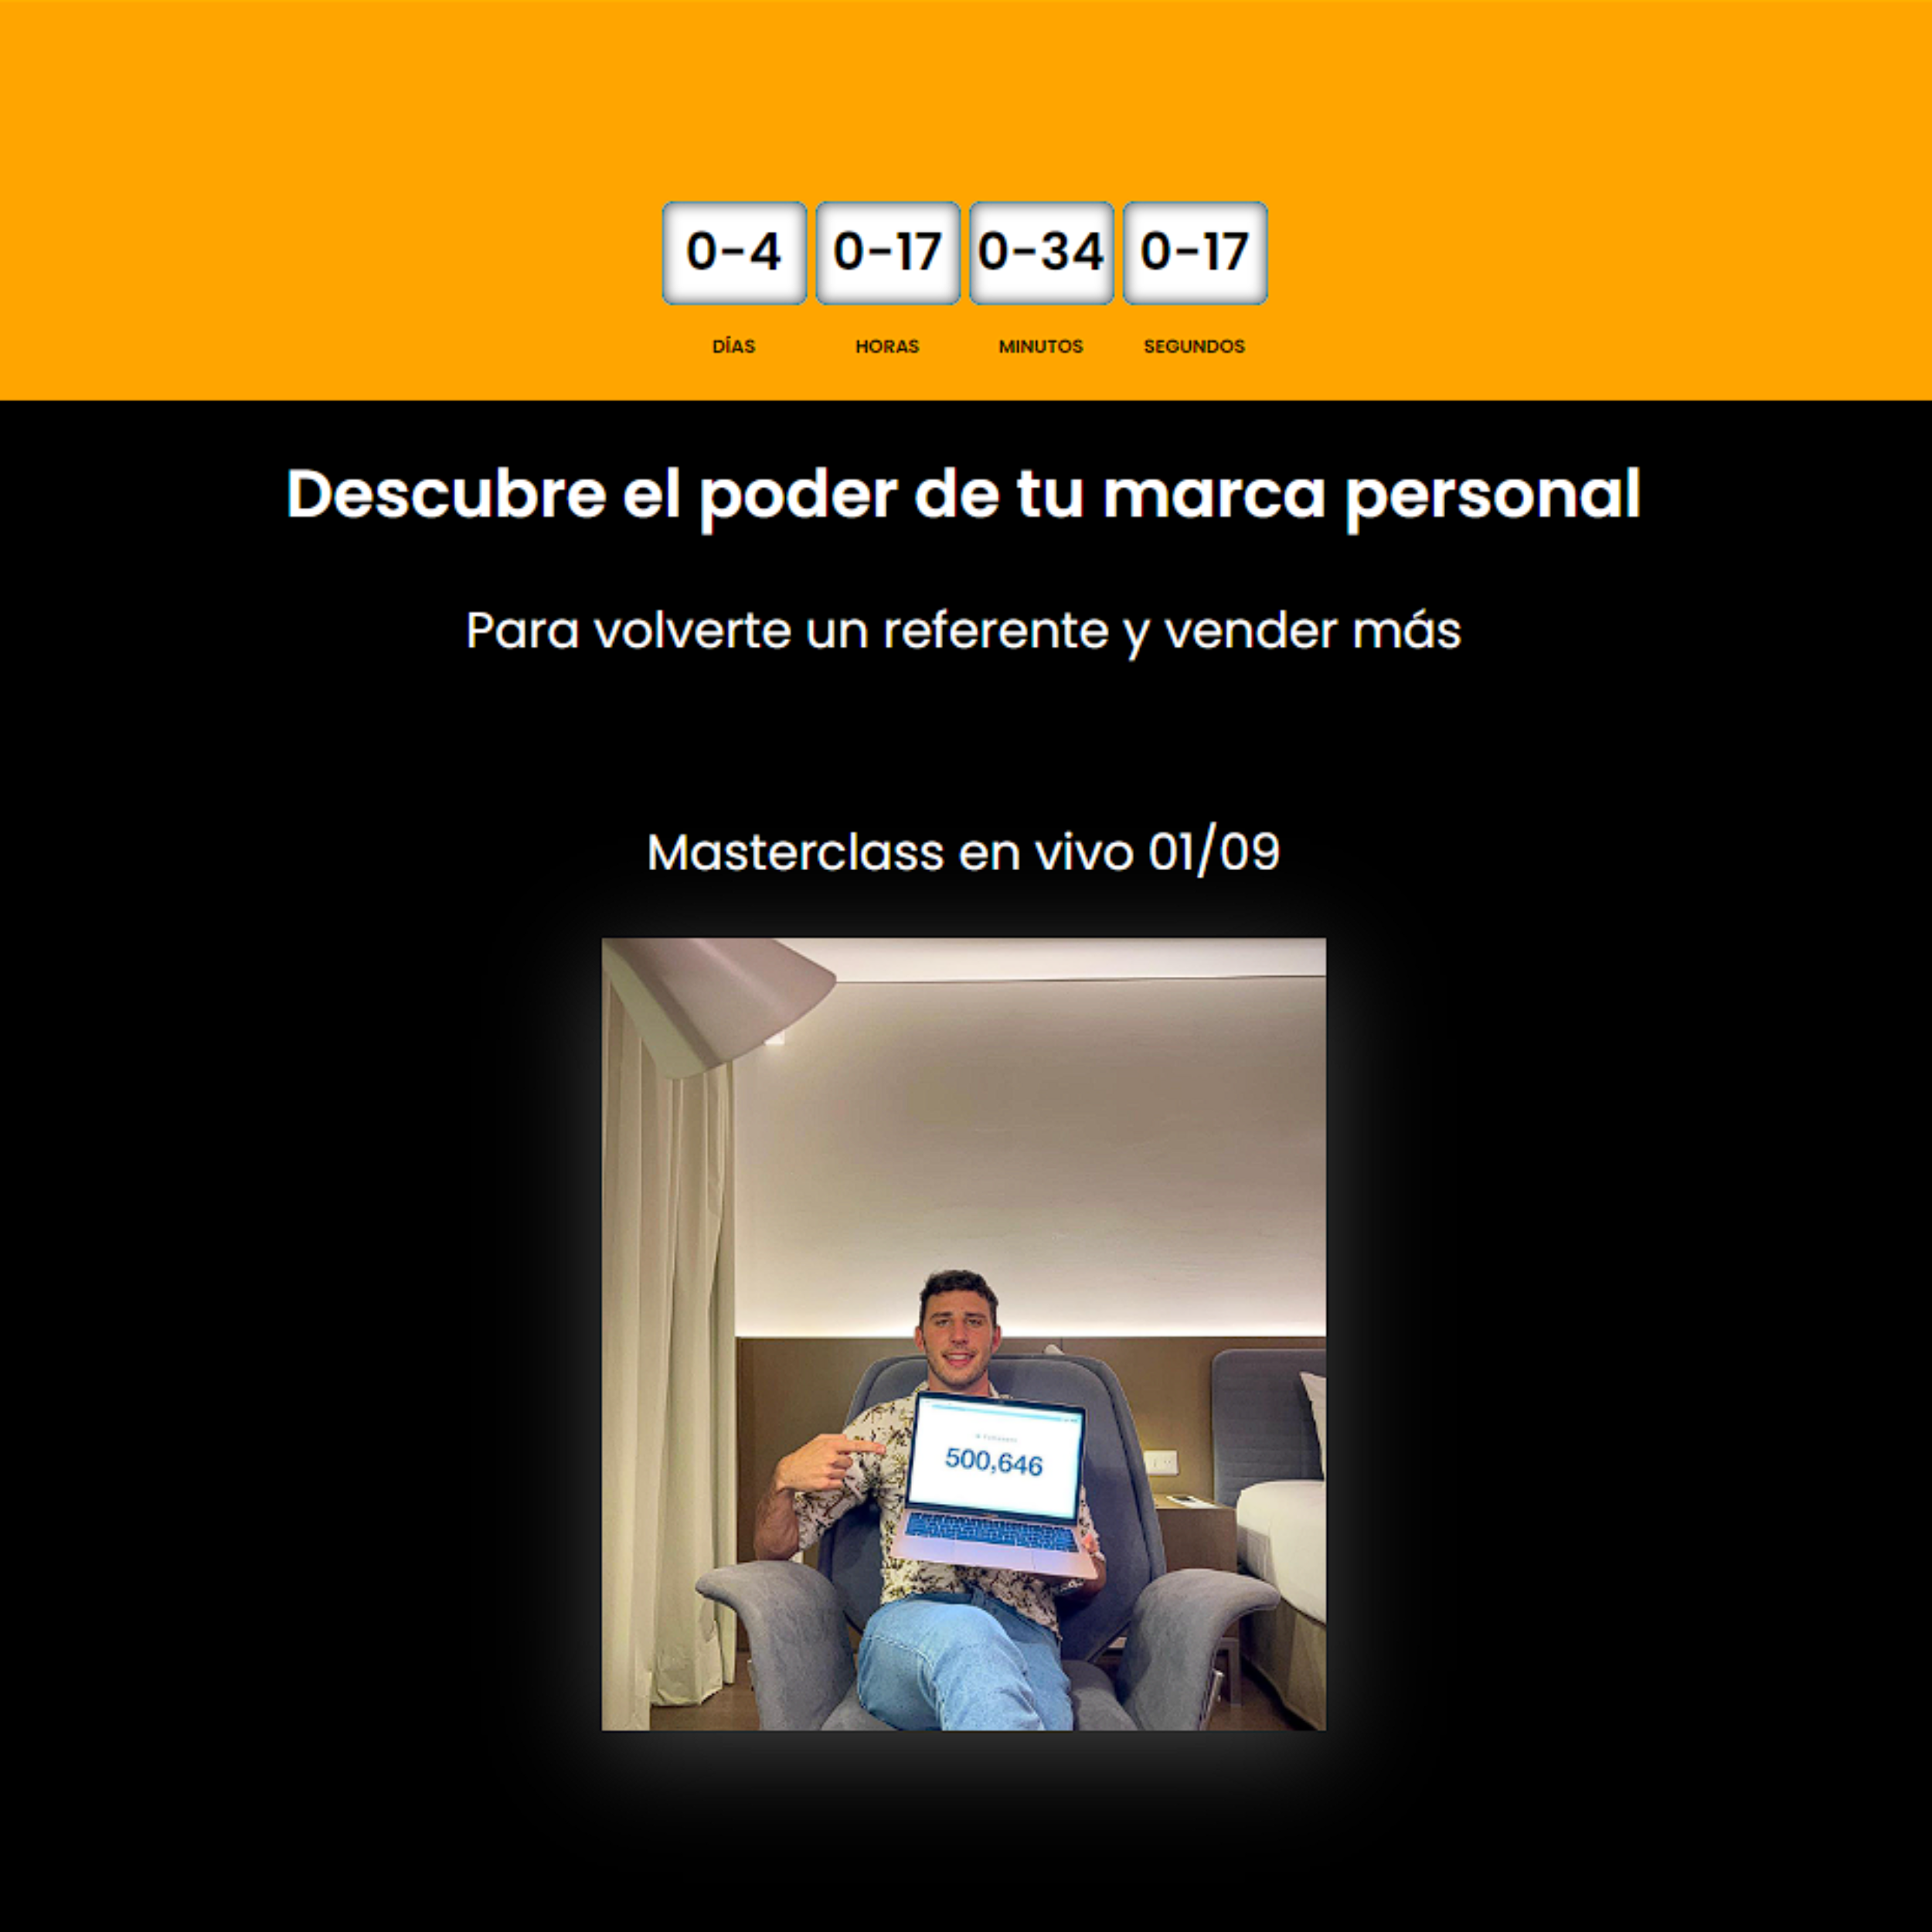 0-4 0-17 0-34 0-17
DÍAS HORAS MINUTOS SEGUNDOS
Descubre el poder de tu marca personal
Para volverte un referente y vender más
Masterclass en vivo 01/09
500,646